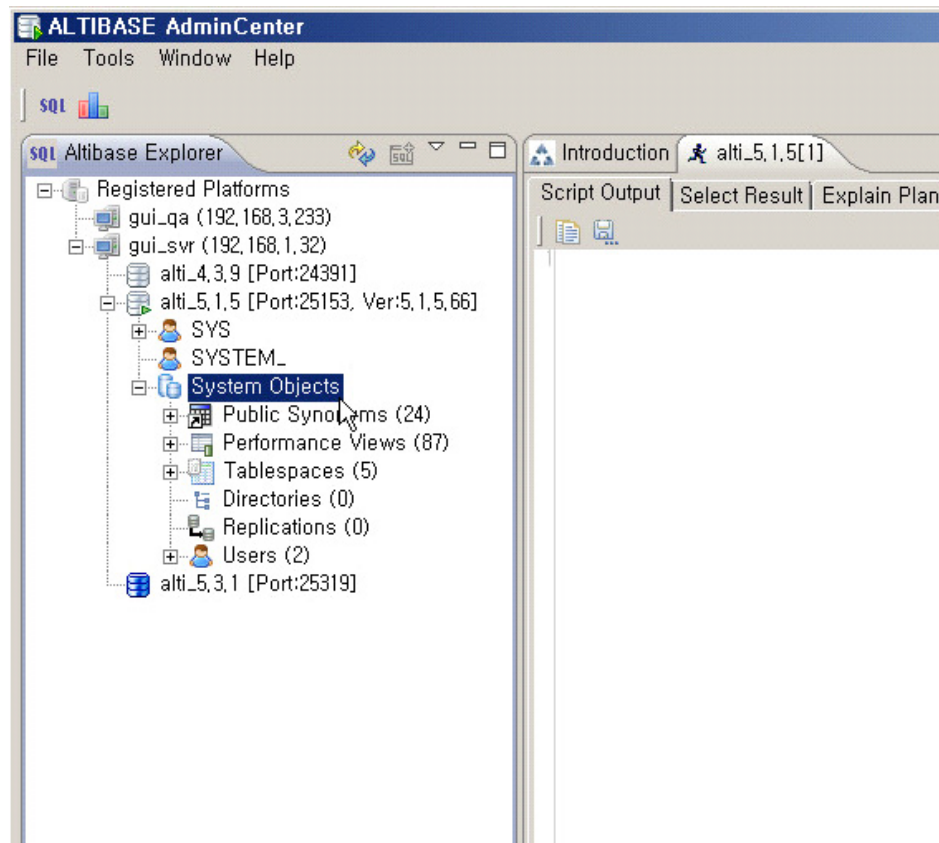 ALTIBASE AdminCenter
File Tools Window Help
SQL
SQL Altibase Explorer
SQL
Introduction
alti_5,1,5[1]
Script Output
Select Result
Explain Plan
Registered Platforms
gui_qa (192,168,3,233)
gui_svr (192,168,1,32)
alti_4,3,9 [Port:24391]
alti_5,1,5 [Port:25153, Ver:5,1,5,66]
SYS
SYSTEM_
System Objects
Public Synonyms (24)
Performance Views (87)
Tablespaces (5)
Directories (0)
Replications (0)
Users (2)
alti_5,3,1 [Port:25319]